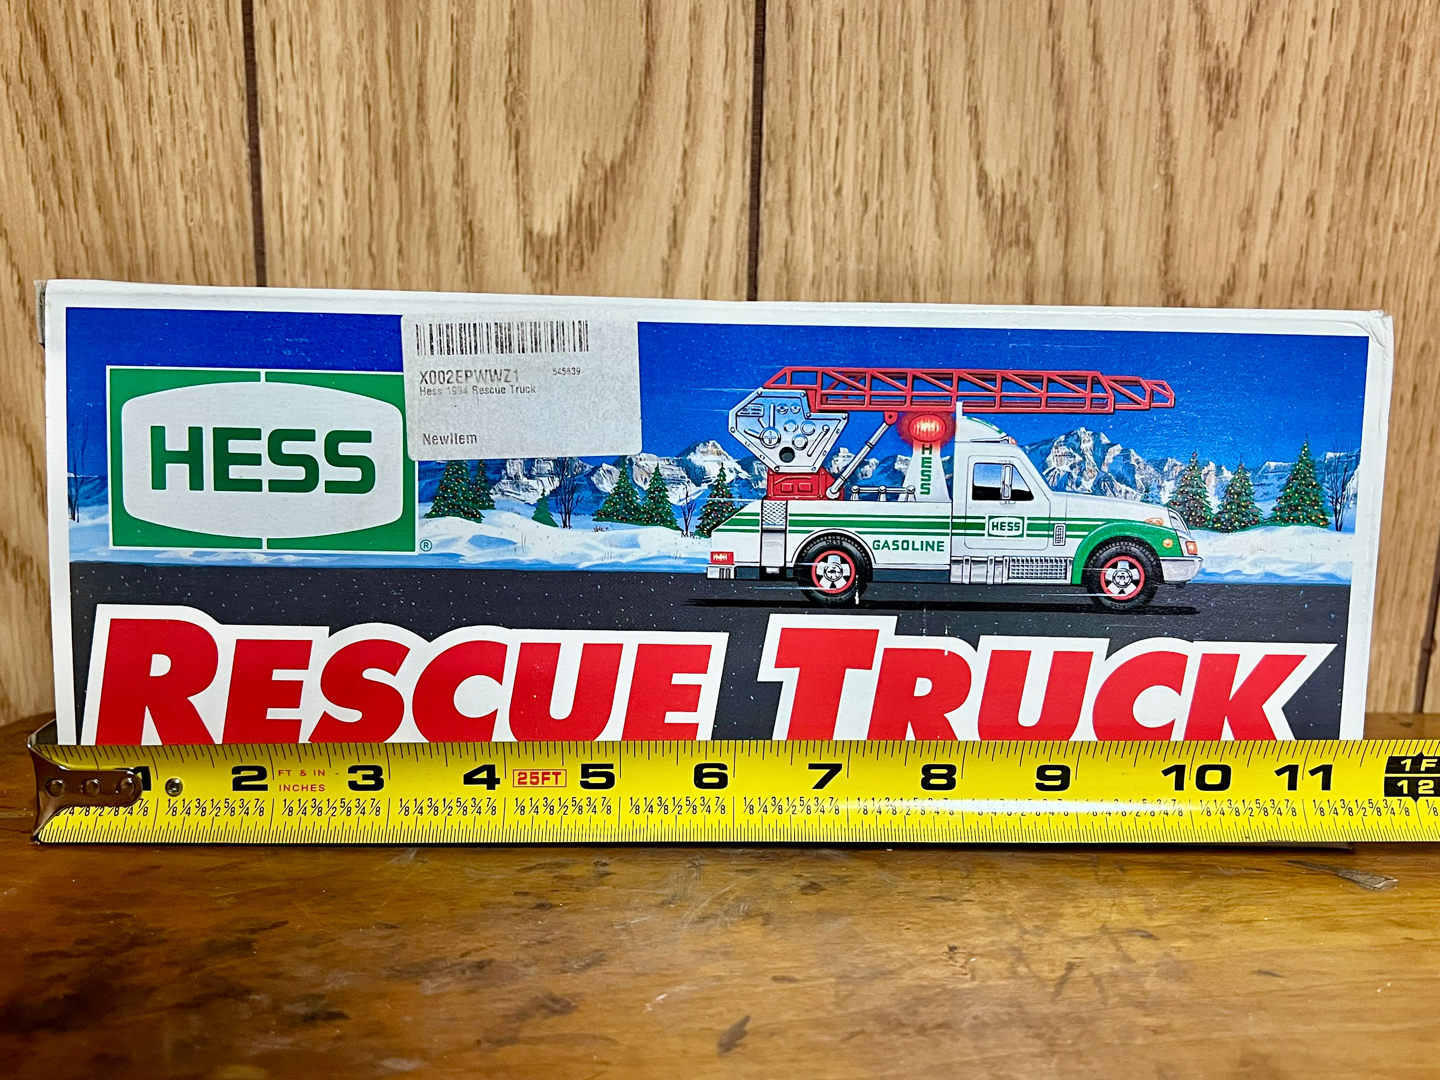 X002EPWWZ1
545639
Hess 1994 Rescue Truck
NewItem
HESS
®
HESS
HESS
GASOLINE
RESCUE TRUCK
1 2 FT & IN - INCHES 3 4 25FT 5 6 7 8 9 10 11 1F 12